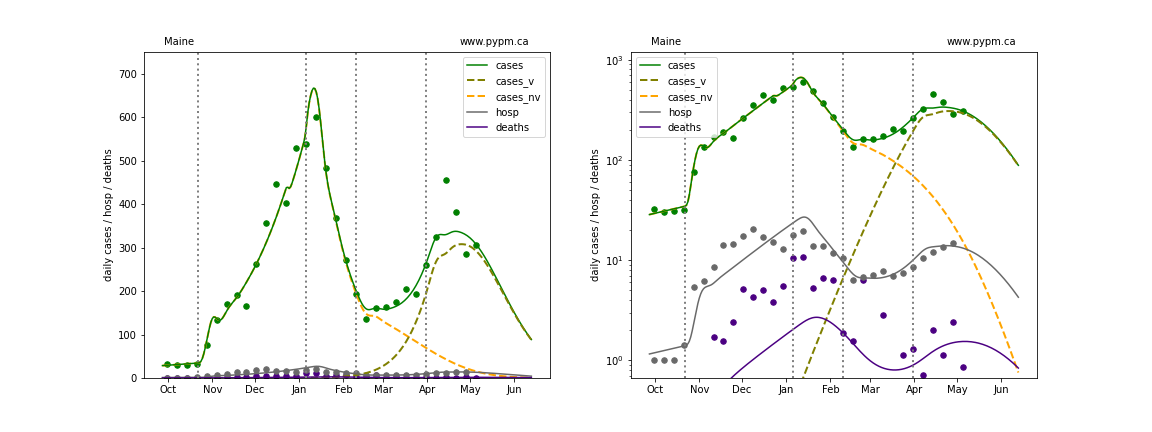 Maine www.pypm.ca
700
600
500
400
300
200
100
0
daily cases / hosp / deaths
Oct Nov Dec Jan Feb Mar Apr May Jun
cases
cases_v
cases_nv
hosp
deaths
Maine www.pypm.ca
10³
10²
10¹
10⁰
daily cases / hosp / deaths
Oct Nov Dec Jan Feb Mar Apr May Jun
cases
cases_v
cases_nv
hosp
deaths